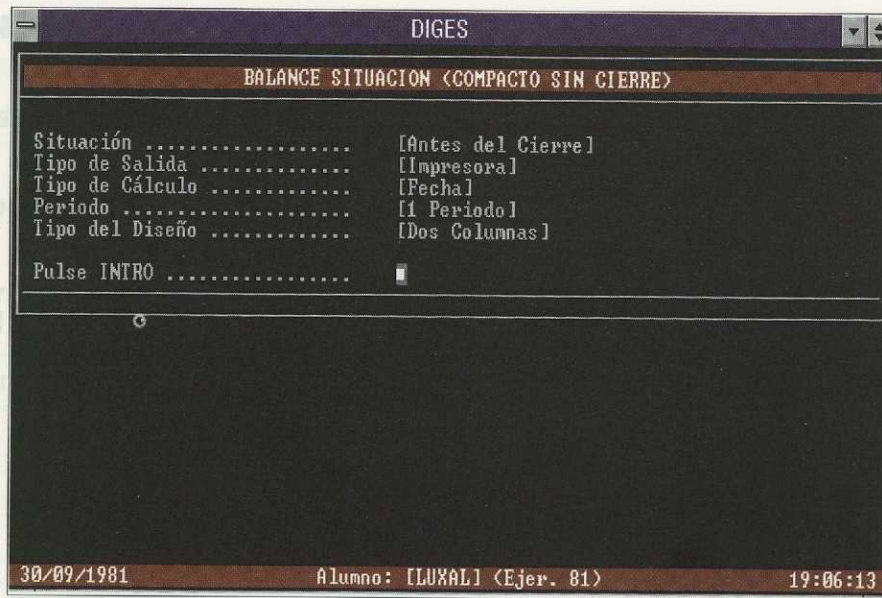 DIGES
BALANCE SITUACION (COMPACTO SIN CIERRE)
Situación ................... [Antes del Cierre]
Tipo de Salida .............. [Impresora]
Tipo de Cálculo ............. [Fecha]
Periodo ..................... [1 Periodo]
Tipo del Diseño ............. [Dos Columnas]
Pulse INTRO .................
30/09/1981 Alumno: [LUXAL] (Ejer. 81) 19:06:13